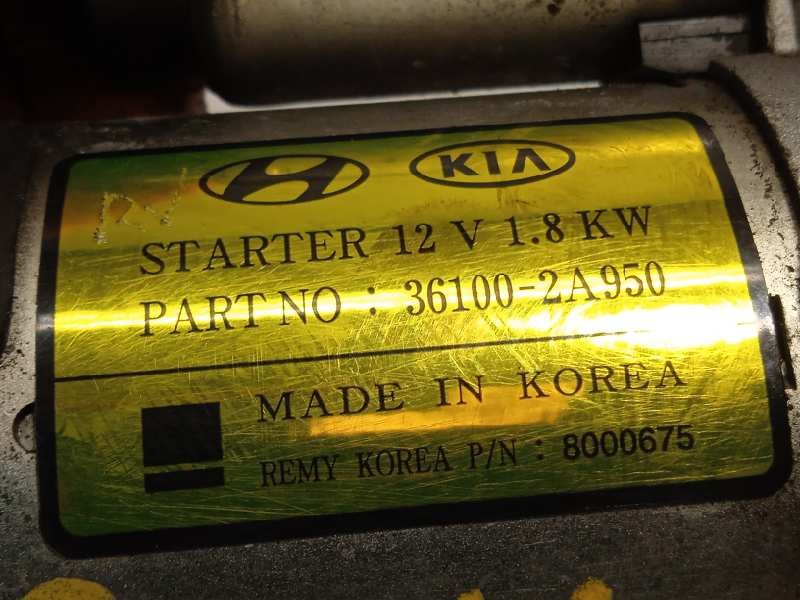 KIA
STARTER 12 V 1.8 KW
PART NO : 36100-2A950
MADE IN KOREA
REMY KOREA P/N : 8000675